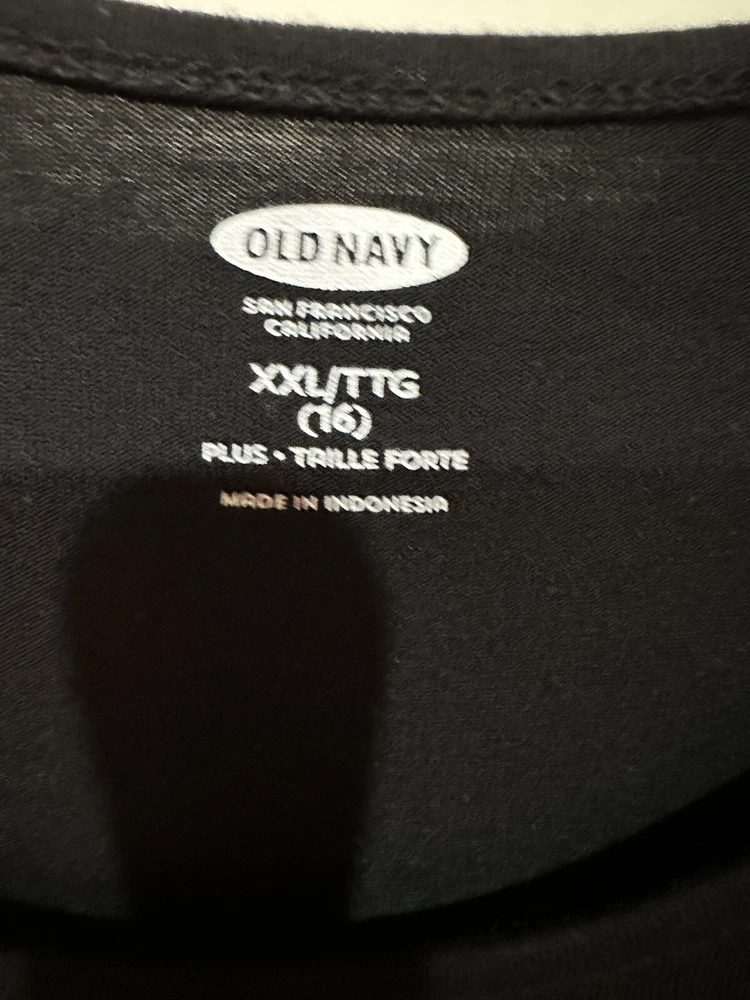 OLD NAVY
SAN FRANCISCO
CALIFORNIA
XXL/TTG
(16)
PLUS • TAILLE FORTE
MADE IN INDONESIA